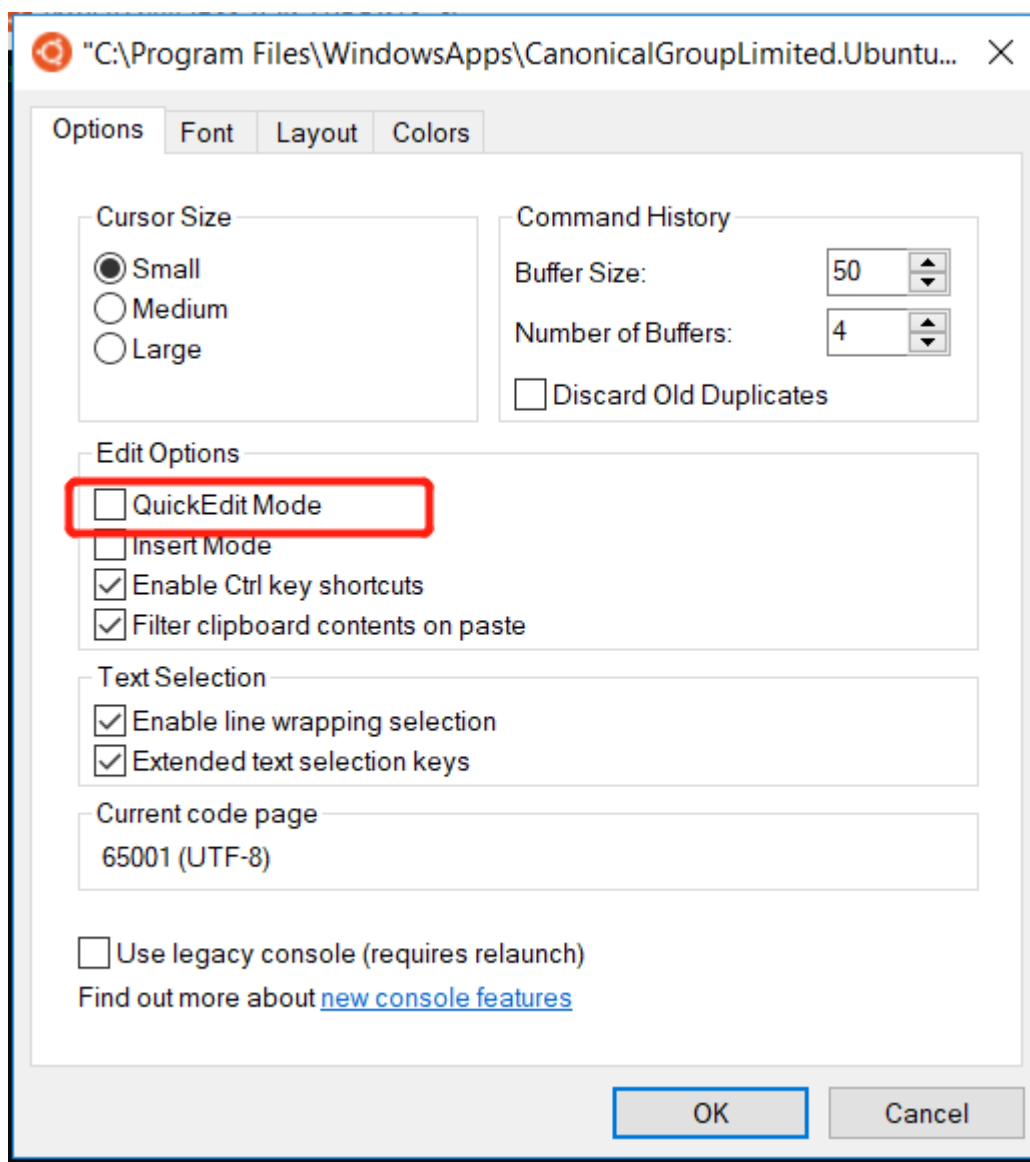 "C:\Program Files\WindowsApps\CanonicalGroupLimited.Ubuntu...
Options
Font
Layout
Colors
Cursor Size
Small
Medium
Large
Command History
Buffer Size: 50
Number of Buffers: 4
Discard Old Duplicates
Edit Options
QuickEdit Mode
Insert Mode
Enable Ctrl key shortcuts
Filter clipboard contents on paste
Text Selection
Enable line wrapping selection
Extended text selection keys
Current code page
65001 (UTF-8)
Use legacy console (requires relaunch)
Find out more about new console features
OK
Cancel